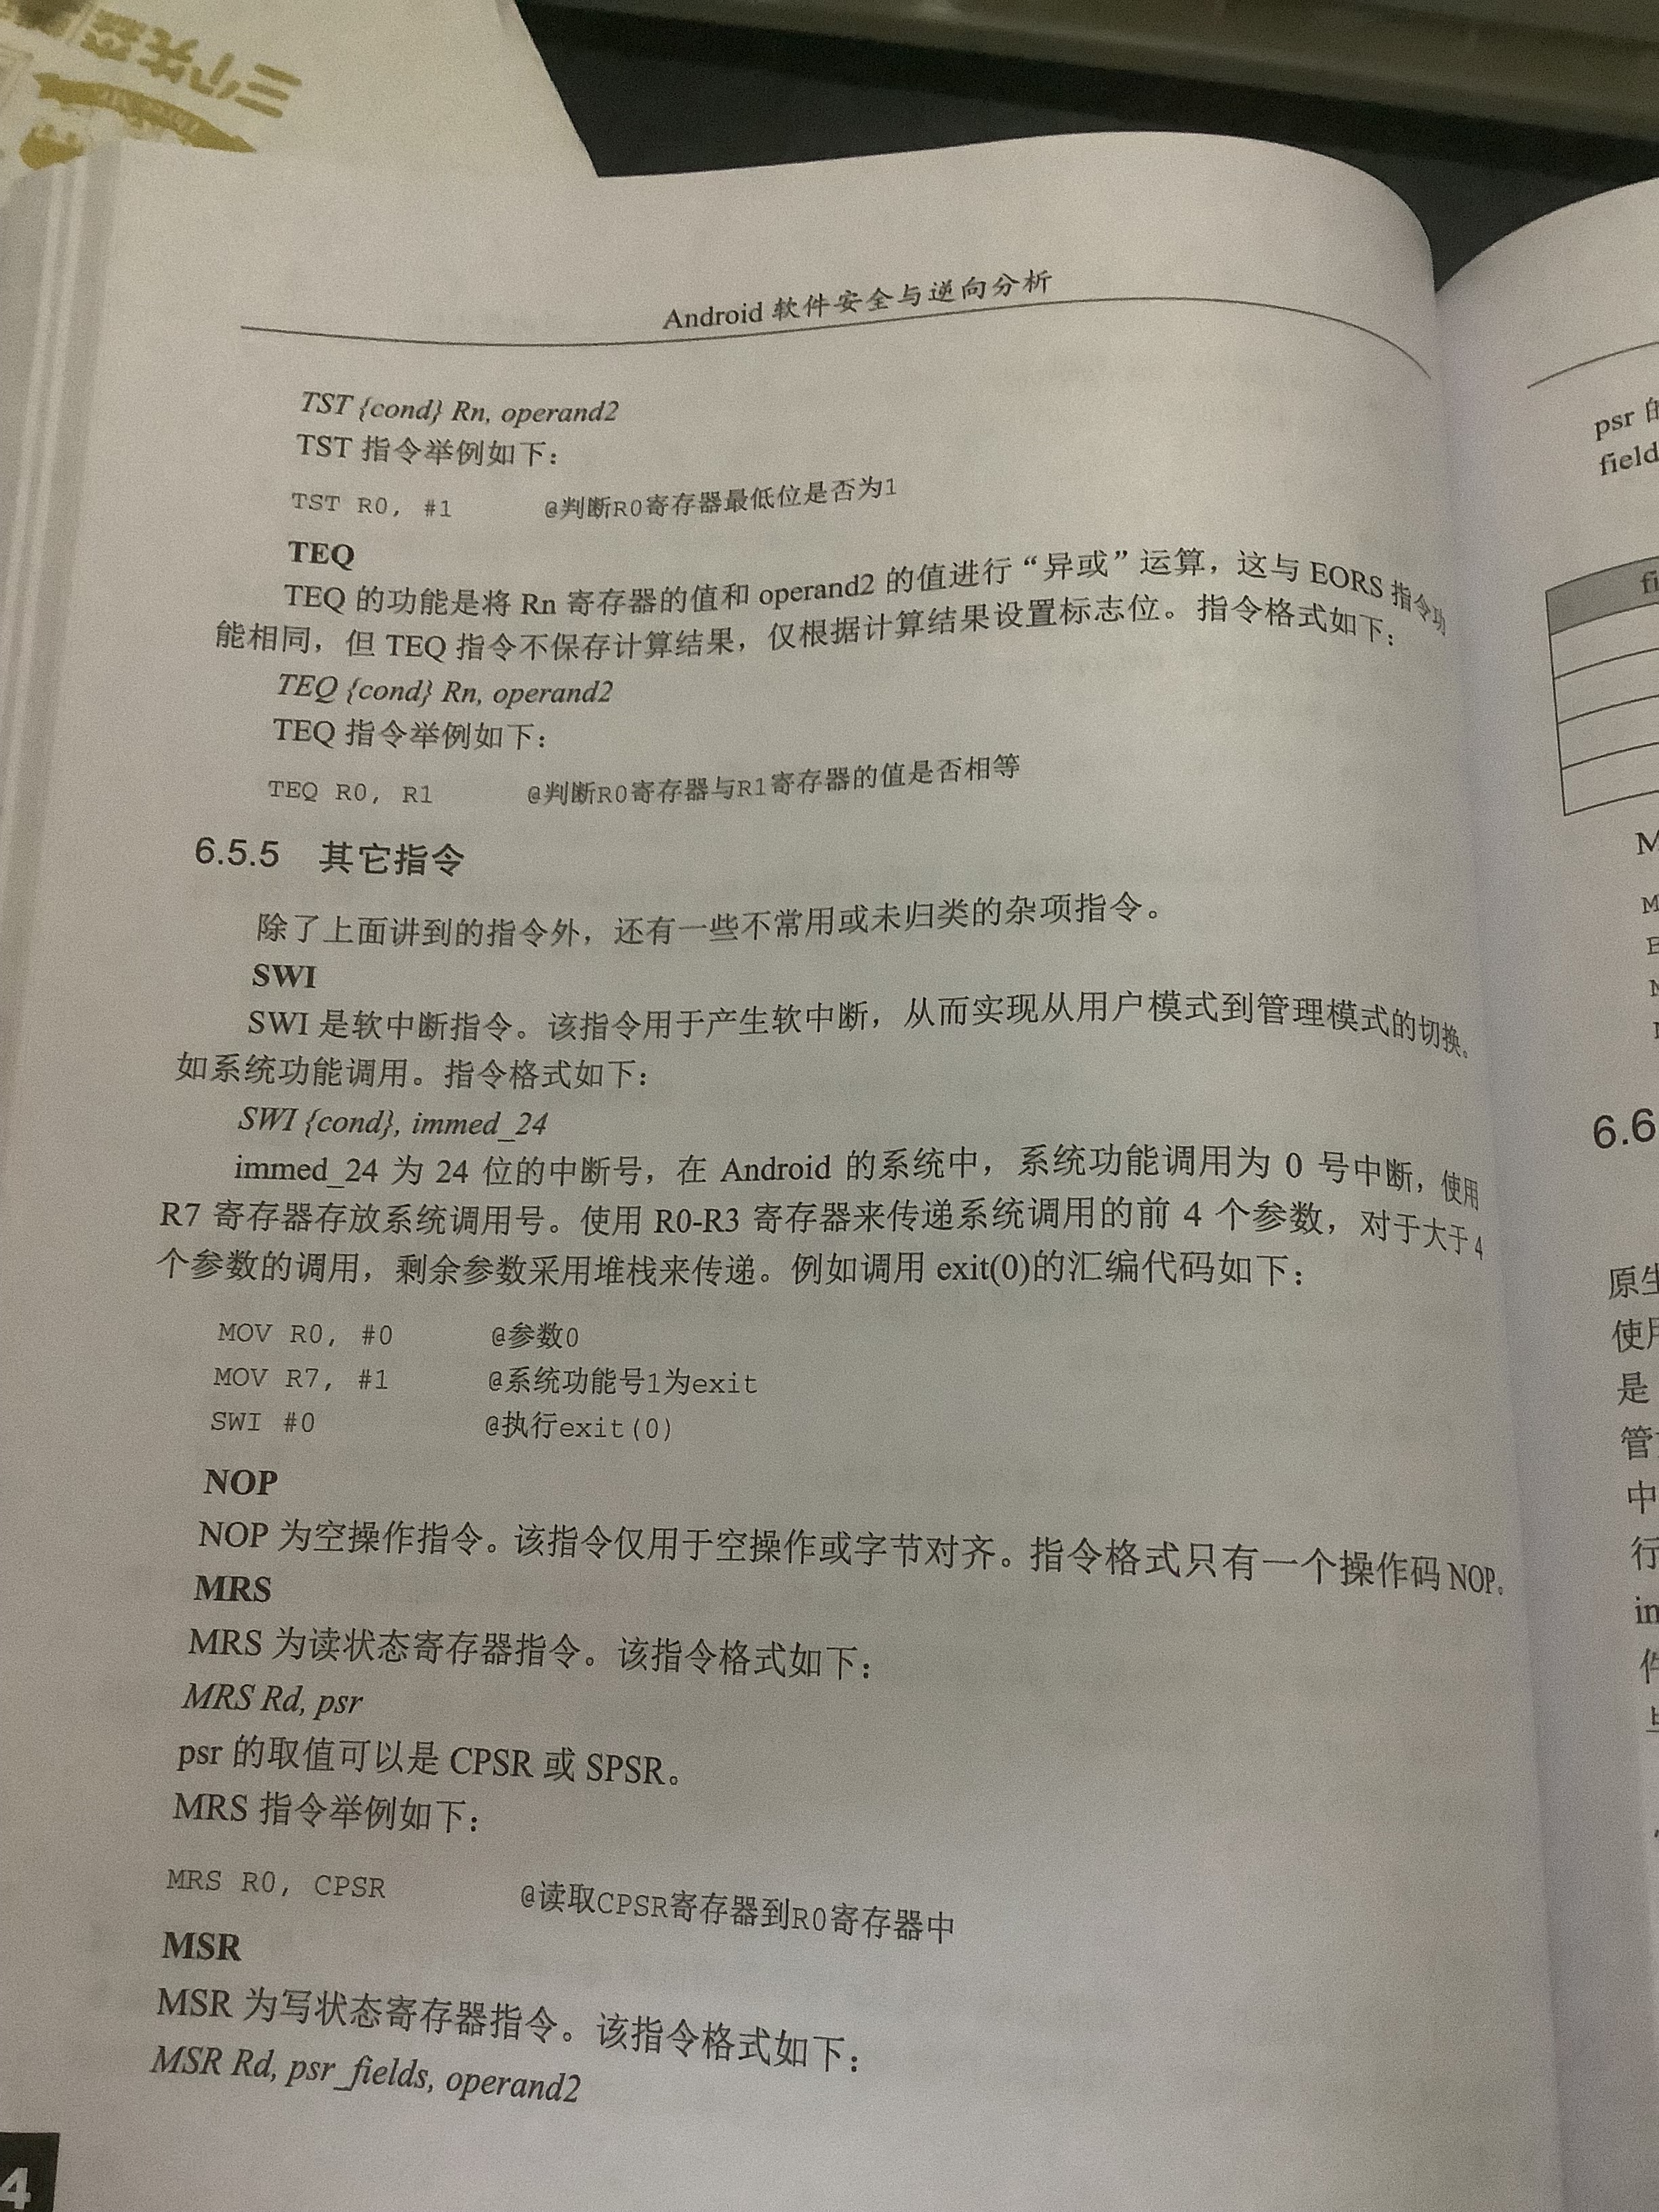 Android 软件安全与逆向分析
TST {cond} Rn, operand2
TST 指令举例如下：
TST R0, #1 @判断R0寄存器最低位是否为1
TEQ
TEQ 的功能是将 Rn 寄存器的值和 operand2 的值进行“异或”运算，这与 EORS 指令功
能相同，但 TEQ 指令不保存计算结果，仅根据计算结果设置标志位。指令格式如下：
TEQ {cond} Rn, operand2
TEQ 指令举例如下：
TEQ R0, R1 @判断R0寄存器与R1寄存器的值是否相等
6.5.5 其它指令
除了上面讲到的指令外，还有一些不常用或未归类的杂项指令。
SWI
SWI 是软中断指令。该指令用于产生软中断，从而实现从用户模式到管理模式的切换。
如系统功能调用。指令格式如下：
SWI {cond}, immed_24
immed_24 为 24 位的中断号，在 Android 的系统中，系统功能调用为 0 号中断，使用
R7 寄存器存放系统调用号。使用 R0-R3 寄存器来传递系统调用的前 4 个参数，对于大于 4
个参数的调用，剩余参数采用堆栈来传递。例如调用 exit(0)的汇编代码如下：
MOV R0, #0 @参数0
MOV R7, #1 @系统功能号1为exit
SWI #0 @执行exit(0)
NOP
NOP 为空操作指令。该指令仅用于空操作或字节对齐。指令格式只有一个操作码 NOP。
MRS
MRS 为读状态寄存器指令。该指令格式如下：
MRS Rd, psr
psr 的取值可以是 CPSR 或 SPSR。
MRS 指令举例如下：
MRS R0, CPSR @读取CPSR寄存器到R0寄存器中
MSR
MSR 为写状态寄存器指令。该指令格式如下：
MSR Rd, psr_fields, operand2
4
psr 的
field
6.6
原生
使用
是
管
中
行
in
件